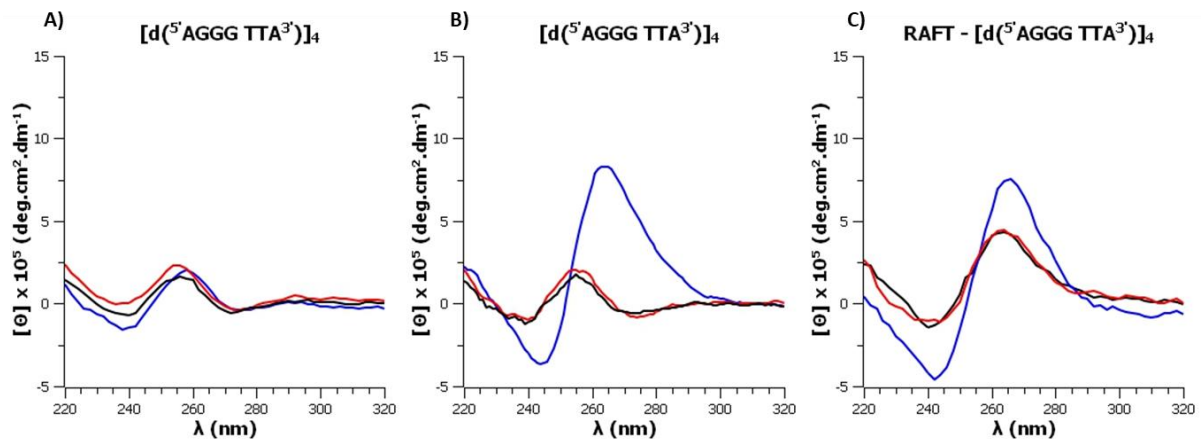 A)
[d(⁵'AGGG TTA³')]₄
[Θ] x 10⁵ (deg.cm².dm⁻¹)
15
10
5
0
-5
220 240 260 280 300 320
λ (nm)
B)
[d(⁵'AGGG TTA³')]₄
[Θ] x 10⁵ (deg.cm².dm⁻¹)
15
10
5
0
-5
220 240 260 280 300 320
λ (nm)
C)
RAFT - [d(⁵'AGGG TTA³')]₄
[Θ] x 10⁵ (deg.cm².dm⁻¹)
15
10
5
0
-5
220 240 260 280 300 320
λ (nm)